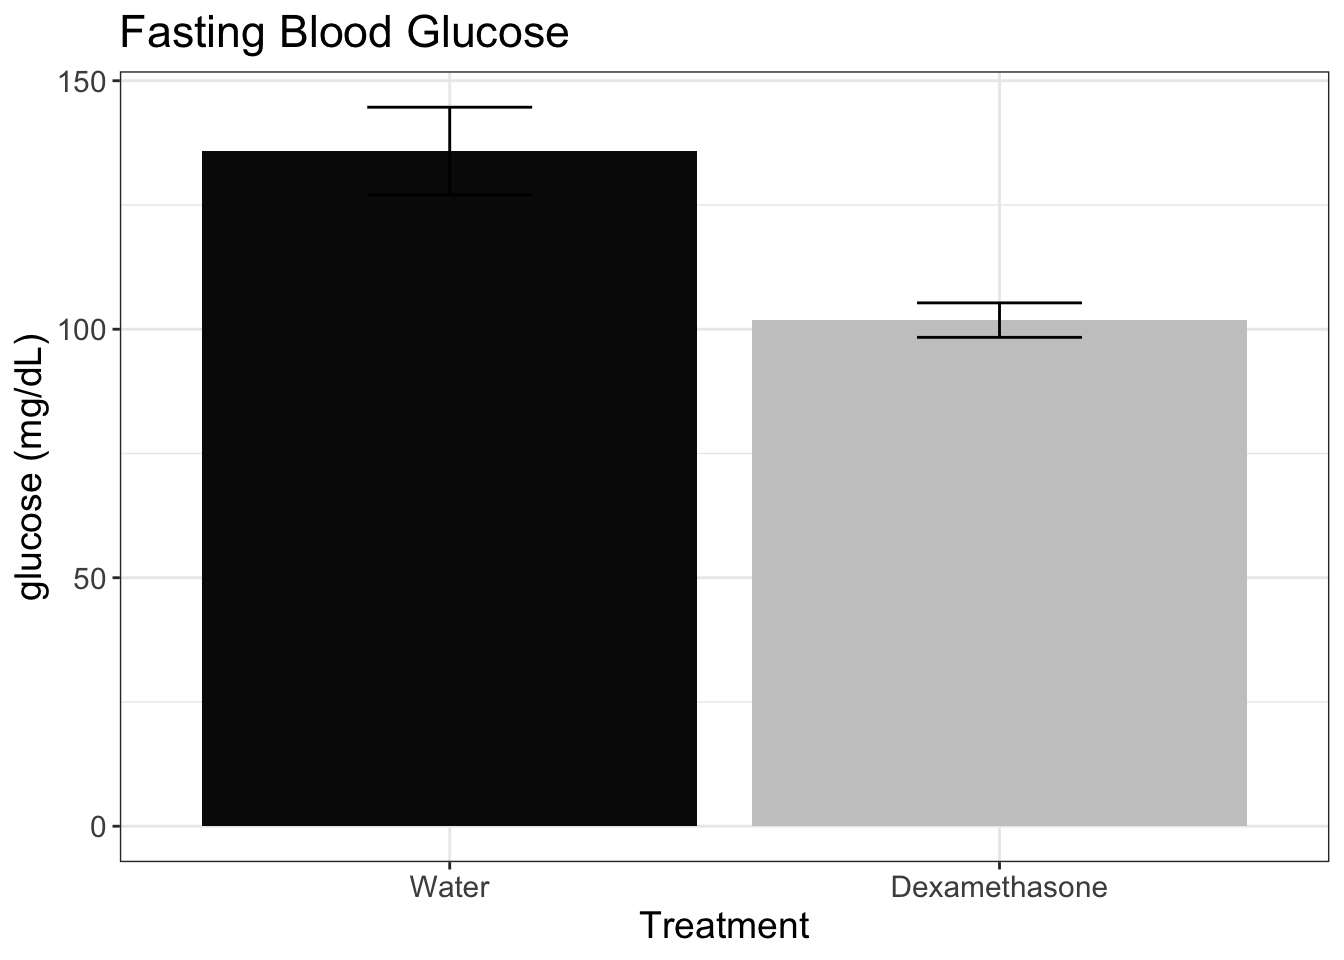 Fasting Blood Glucose
glucose (mg/dL)
150
100
50
0
Water
Dexamethasone
Treatment